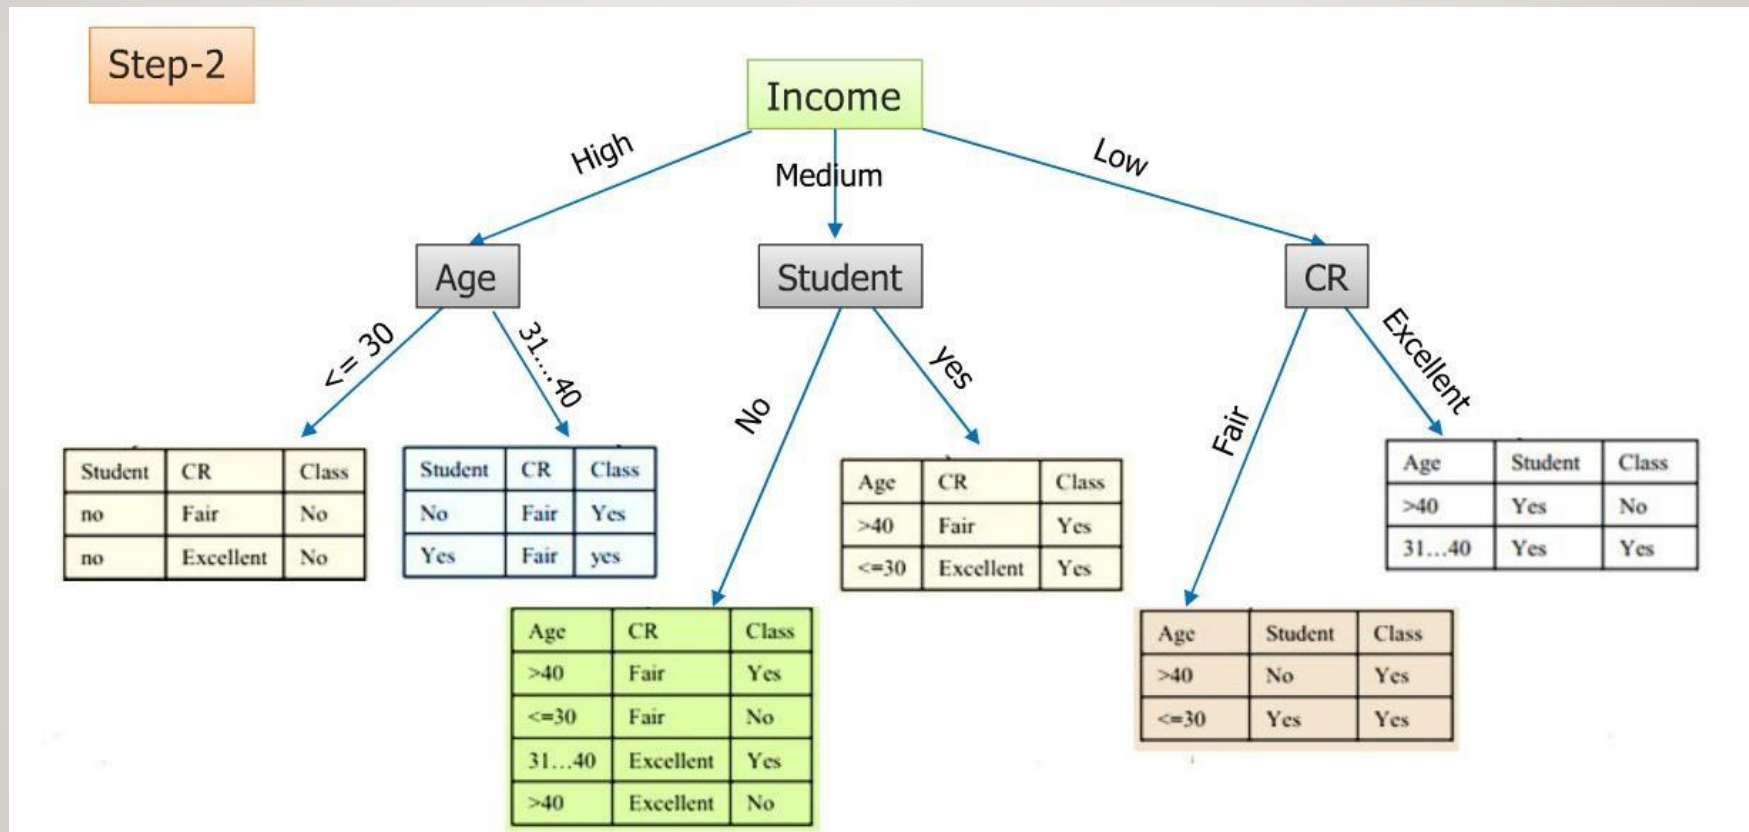 Step-2
Income
High
Medium
Low
Age
Student
CR
<= 30
31....40
No
yes
Fair
Excellent
Student CR Class
no Fair No
no Excellent No
Student CR Class
No Fair Yes
Yes Fair yes
Age CR Class
>40 Fair Yes
<=30 Excellent Yes
Age Student Class
>40 Yes No
31...40 Yes Yes
Age CR Class
>40 Fair Yes
<=30 Fair No
31...40 Excellent Yes
>40 Excellent No
Age Student Class
>40 No Yes
<=30 Yes Yes